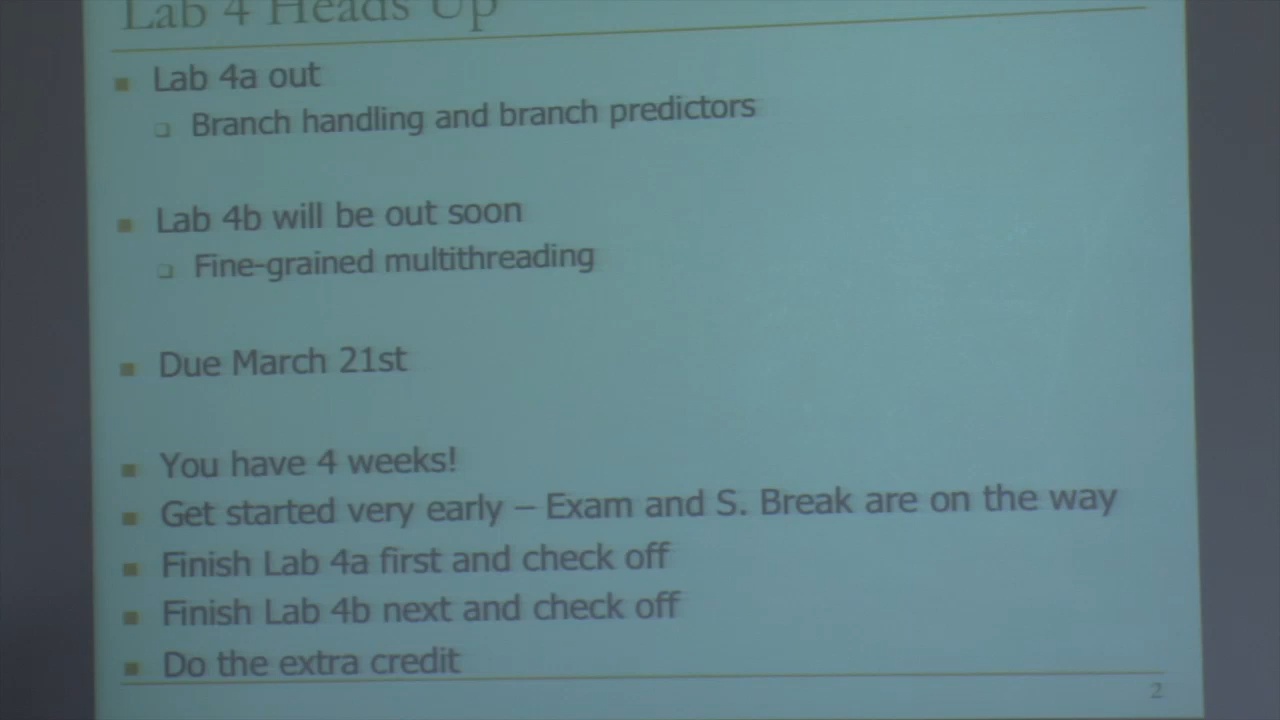 Lab 4 Heads Up
Lab 4a out
Branch handling and branch predictors
Lab 4b will be out soon
Fine-grained multithreading
Due March 21st
You have 4 weeks!
Get started very early – Exam and S. Break are on the way
Finish Lab 4a first and check off
Finish Lab 4b next and check off
Do the extra credit
2